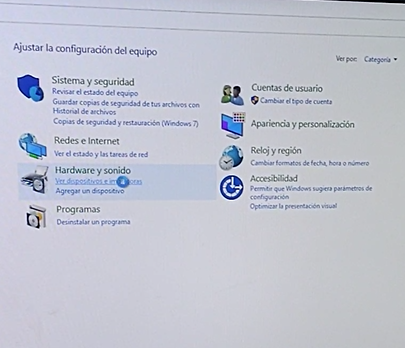 Ajustar la configuración del equipo
Ver por: Categoría
Sistema y seguridad
Revisar el estado del equipo
Guardar copias de seguridad de tus archivos con
Historial de archivos
Copias de seguridad y restauración (Windows 7)
Redes e Internet
Ver el estado y las tareas de red
Hardware y sonido
Ver dispositivos e
Agregar un dispositivo
Programas
Desinstalar un programa
Cuentas de usuario
Cambiar el tipo de cuenta
Apariencia y personalización
Reloj y región
Cambiar formatos de fecha, hora o número
Accesibilidad
Permitir que Windows sugiera parámetros de
configuración
Optimizar la presentación visual